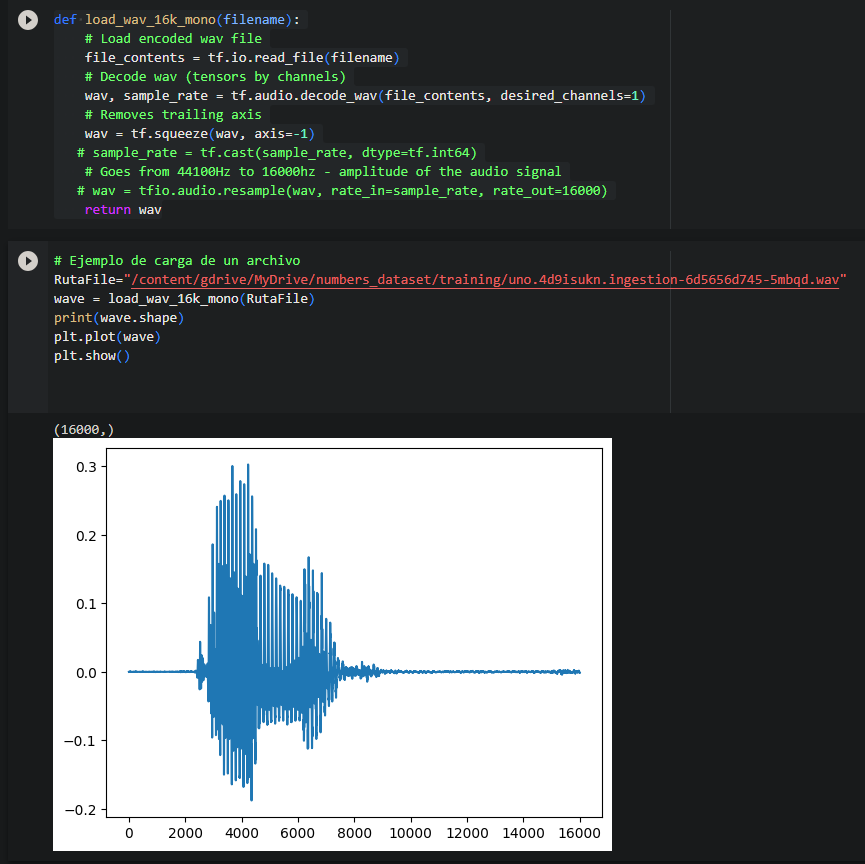 def load_wav_16k_mono(filename):
# Load encoded wav file
file_contents = tf.io.read_file(filename)
# Decode wav (tensors by channels)
wav, sample_rate = tf.audio.decode_wav(file_contents, desired_channels=1)
# Removes trailing axis
wav = tf.squeeze(wav, axis=-1)
# sample_rate = tf.cast(sample_rate, dtype=tf.int64)
# Goes from 44100Hz to 16000hz - amplitude of the audio signal
# wav = tfio.audio.resample(wav, rate_in=sample_rate, rate_out=16000)
return wav
# Ejemplo de carga de un archivo
RutaFile="/content/gdrive/MyDrive/numbers_dataset/training/uno.4d9isukn.ingestion-6d5656d745-5mbqd.wav"
wave = load_wav_16k_mono(RutaFile)
print(wave.shape)
plt.plot(wave)
plt.show()
(16000,)
0.3
0.2
0.1
0.0
−0.1
−0.2
0 2000 4000 6000 8000 10000 12000 14000 16000